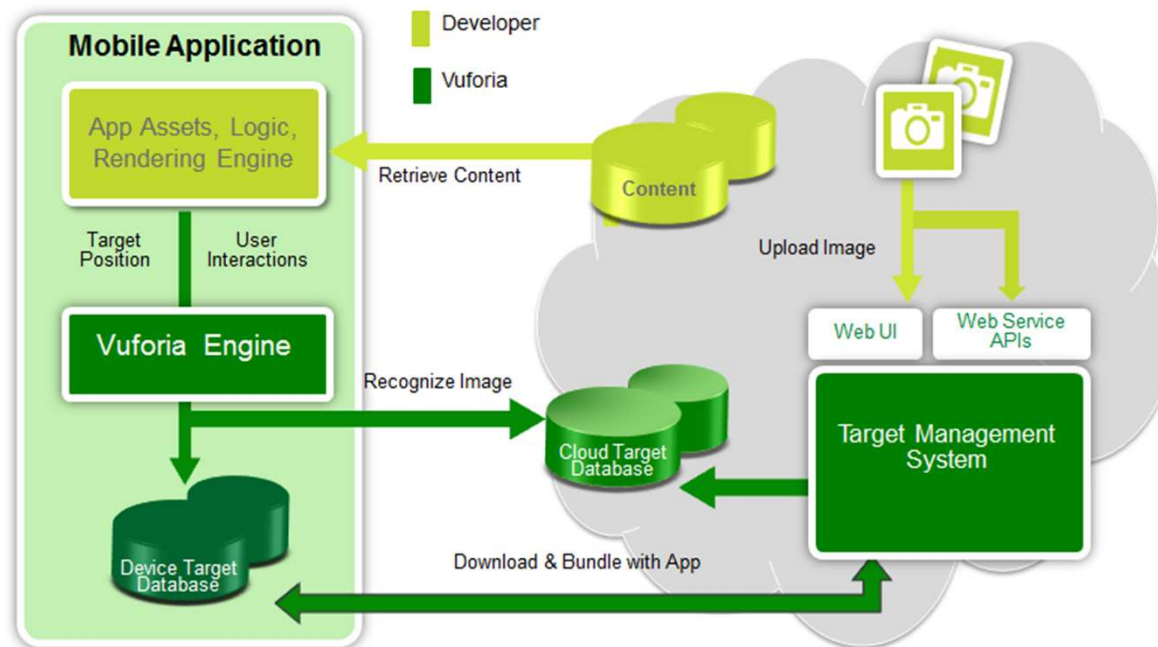 Mobile Application
Developer
Vuforia
App Assets, Logic,
Rendering Engine
Retrieve Content
Content
Target
Position
User
Interactions
Upload Image
Vuforia Engine
Web UI
Web Service
APIs
Recognize Image
Cloud Target
Database
Target Management
System
Device Target
Database
Download & Bundle with App